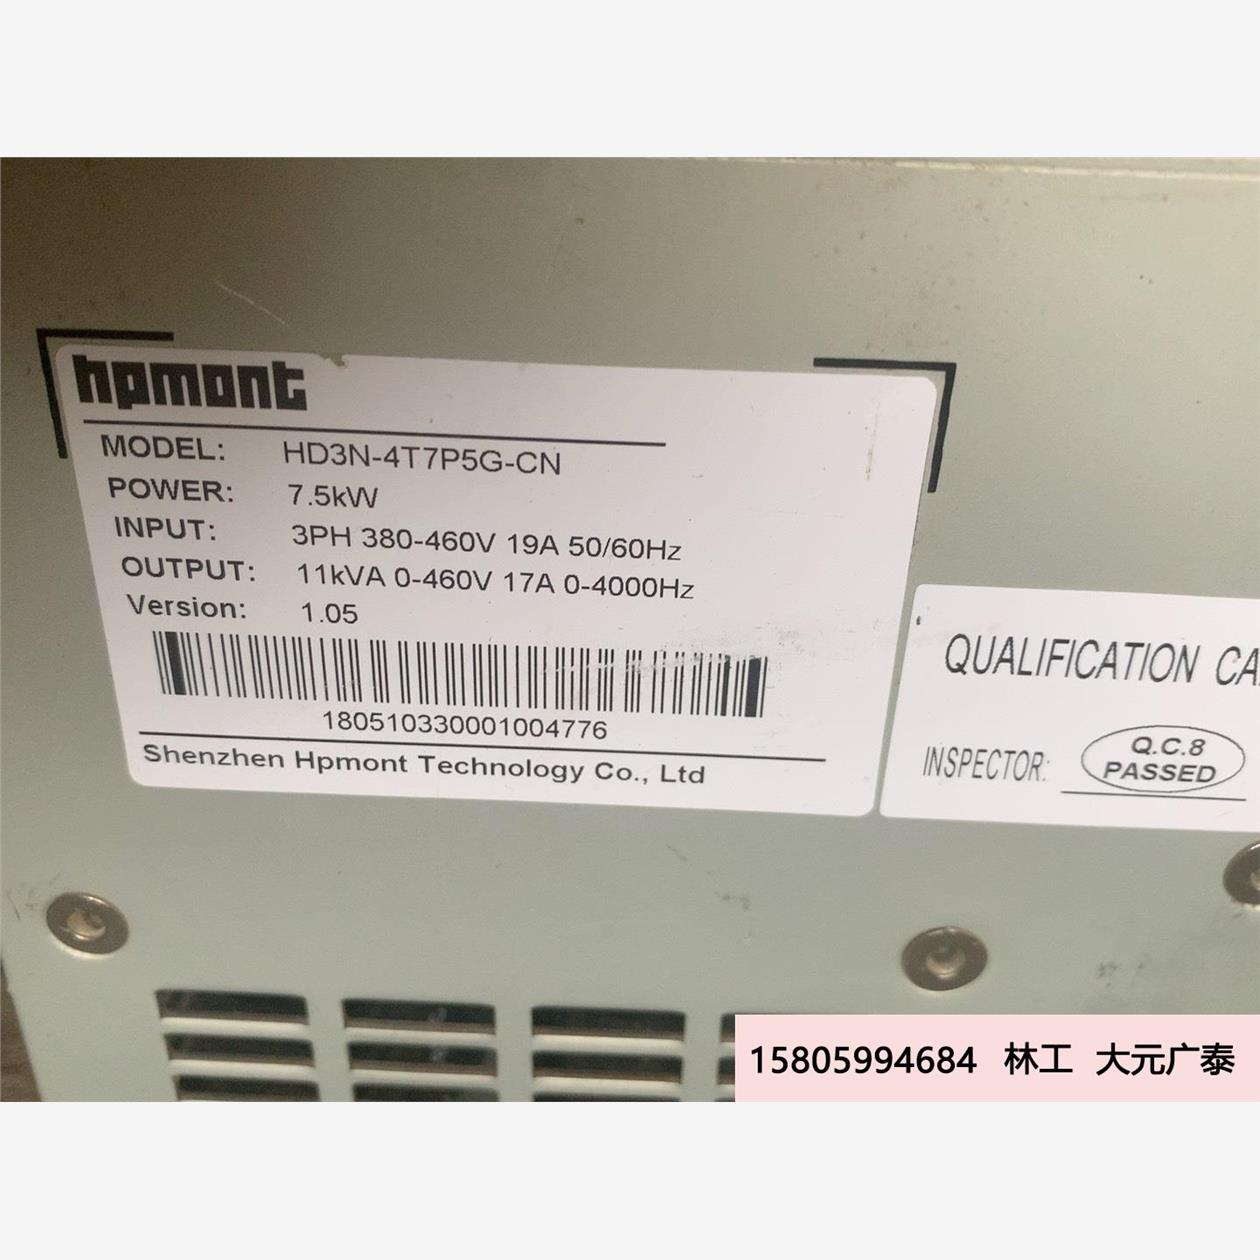 hpmont
MODEL: HD3N-4T7P5G-CN
POWER: 7.5kW
INPUT: 3PH 380-460V 19A 50/60Hz
OUTPUT: 11kVA 0-460V 17A 0-4000Hz
Version: 1.05
180510330001004776
Shenzhen Hpmont Technology Co., Ltd
QUALIFICATION CA
INSPECTOR: Q.C.8
PASSED
15805994684 林工 大元广泰